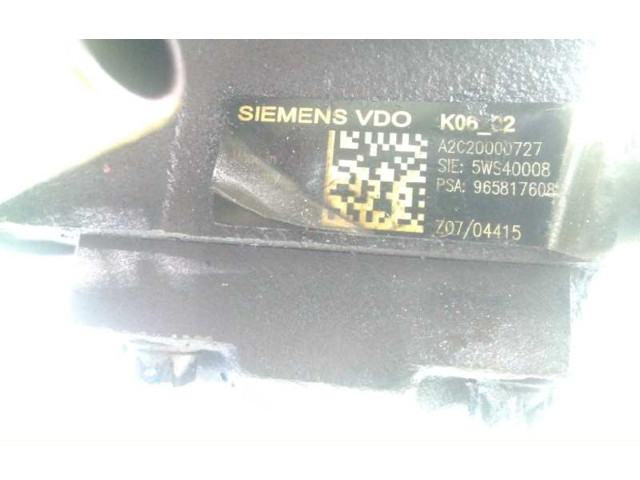 SIEMENS VDO
A2C20000727
SIE: 5WS40008
PSA:
Z07/04415